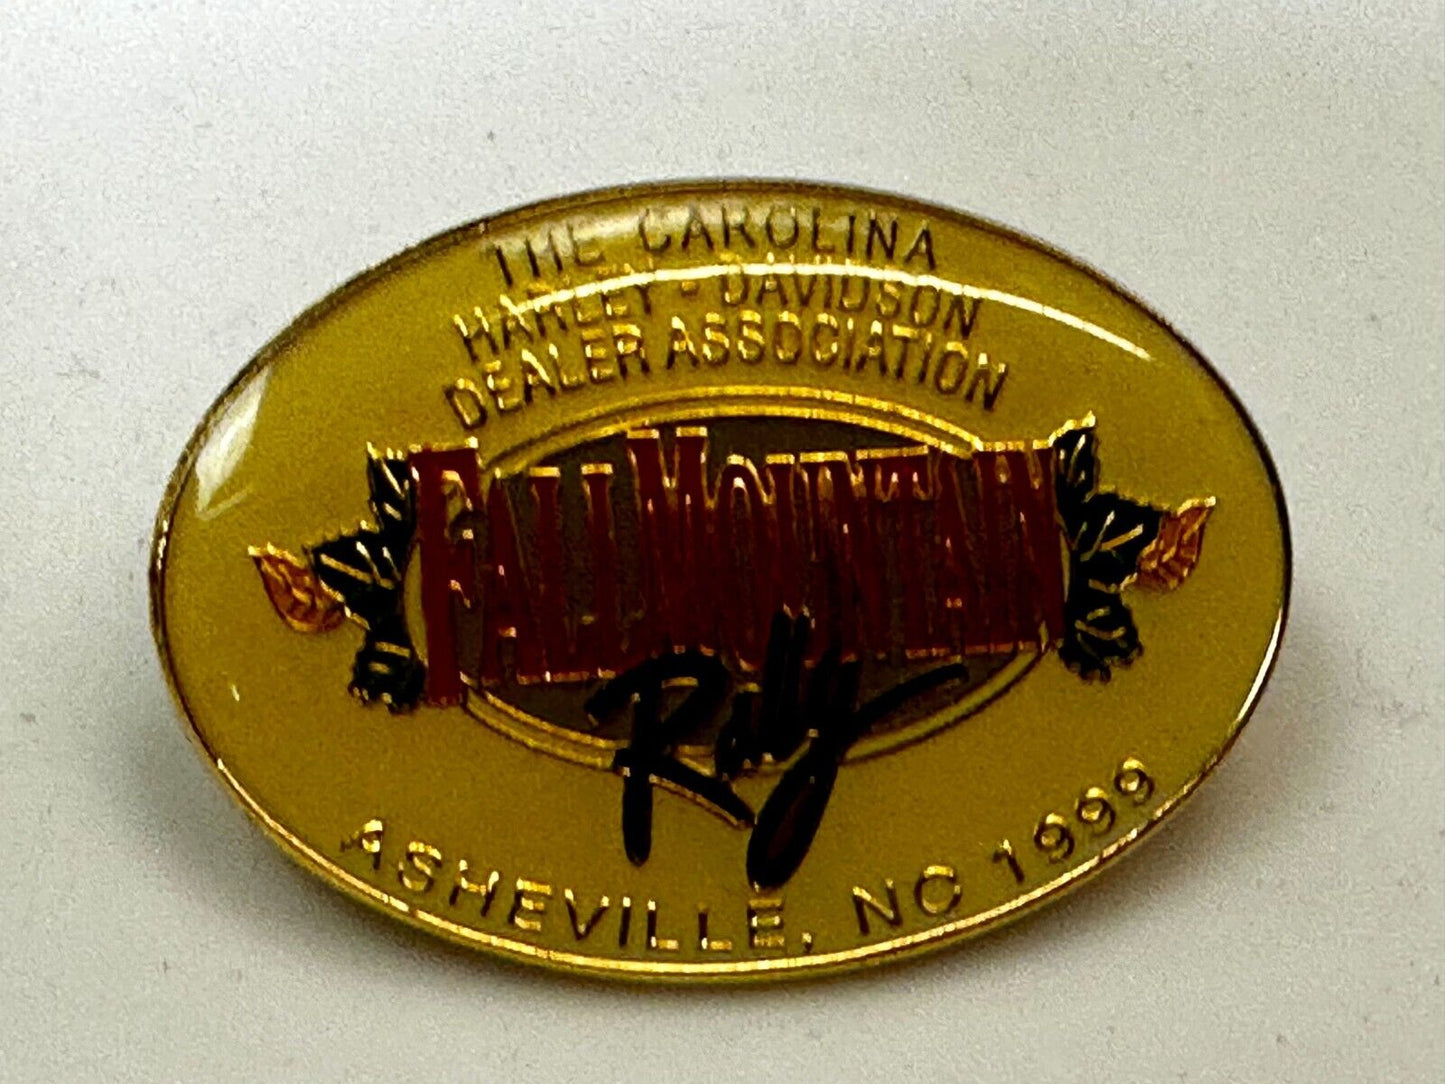 THE CAROLINA
HARLEY-DAVIDSON
DEALER ASSOCIATION
FALL MOUNTAIN
Rally
ASHEVILLE, NC 1999